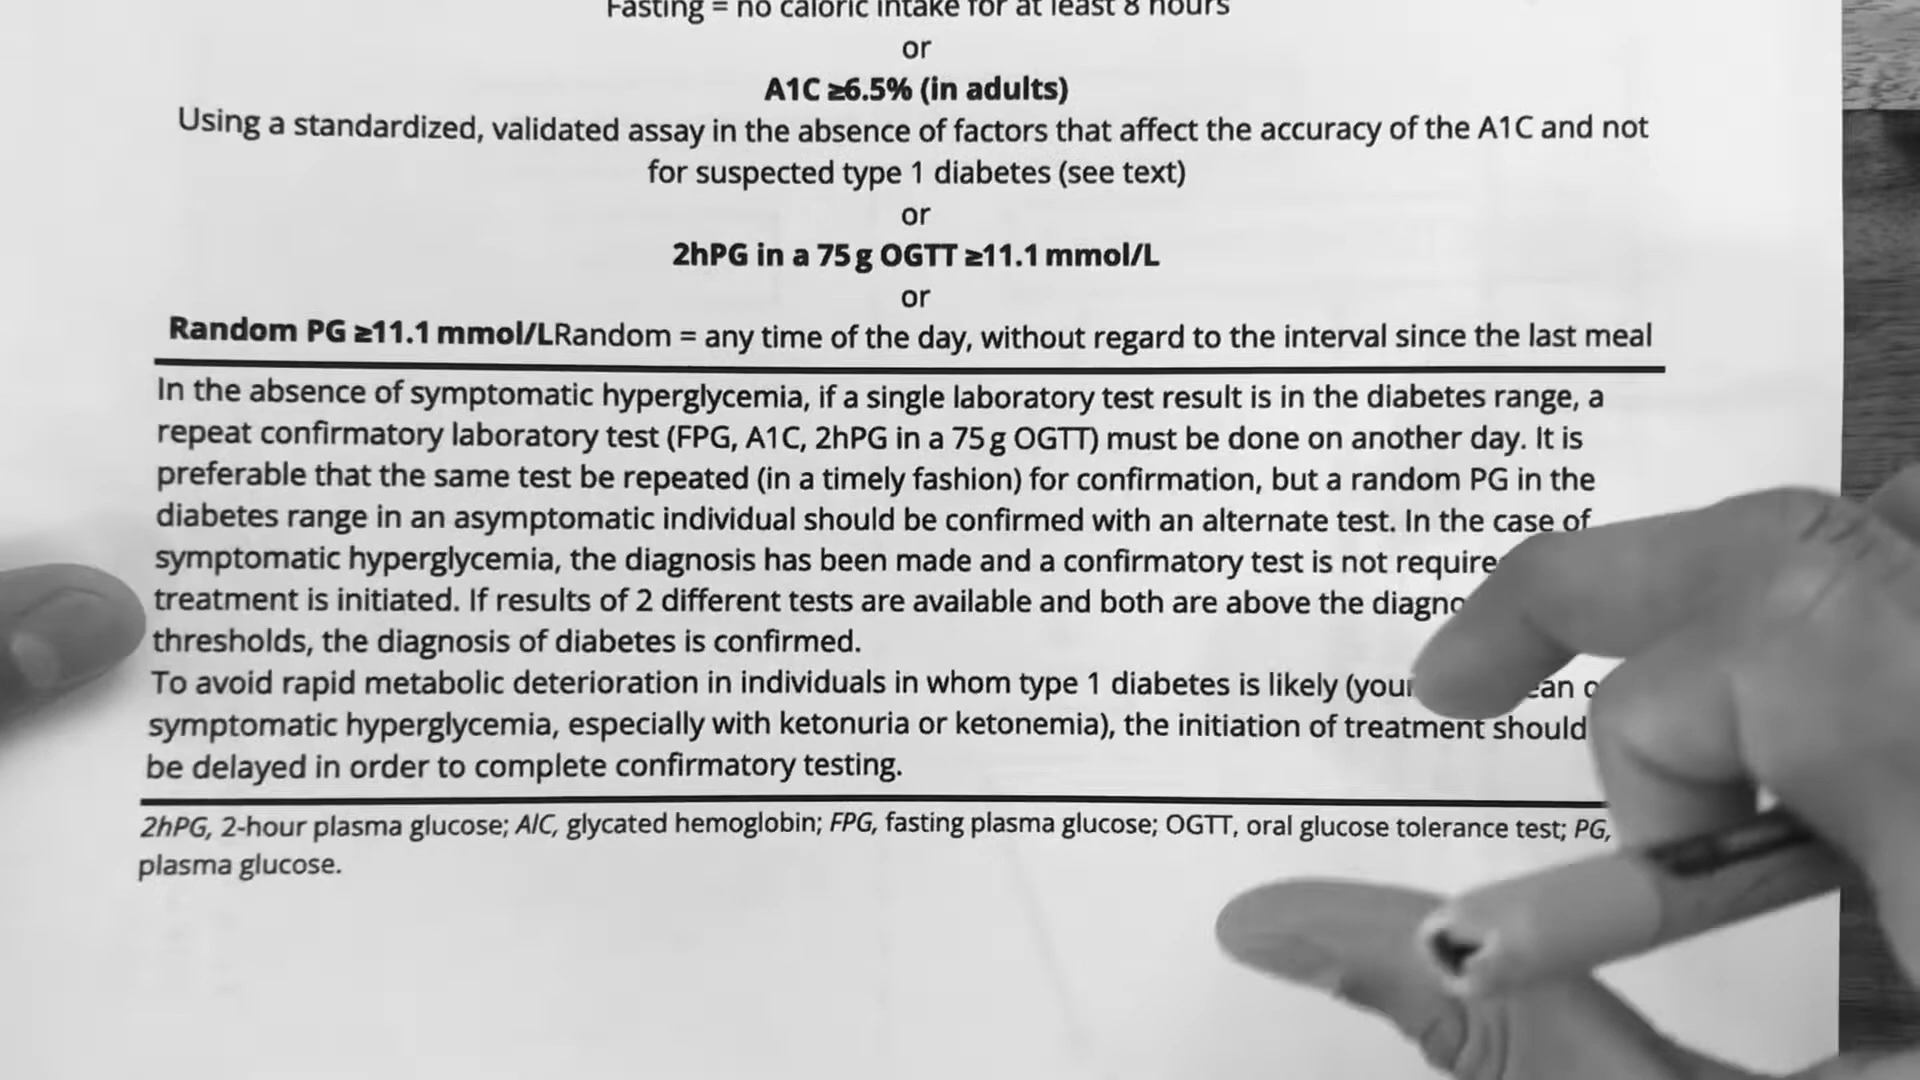 Fasting = no caloric intake for at least 8 hours
or
A1C ≥6.5% (in adults)
Using a standardized, validated assay in the absence of factors that affect the accuracy of the A1C and not
for suspected type 1 diabetes (see text)
or
2hPG in a 75 g OGTT ≥11.1 mmol/L
or
Random PG ≥11.1 mmol/LRandom = any time of the day, without regard to the interval since the last meal
In the absence of symptomatic hyperglycemia, if a single laboratory test result is in the diabetes range, a
repeat confirmatory laboratory test (FPG, A1C, 2hPG in a 75 g OGTT) must be done on another day. It is
preferable that the same test be repeated (in a timely fashion) for confirmation, but a random PG in the
diabetes range in an asymptomatic individual should be confirmed with an alternate test. In the case of
symptomatic hyperglycemia, the diagnosis has been made and a confirmatory test is not
treatment is initiated. If results of 2 different tests are available and both are above the
thresholds, the diagnosis of diabetes is confirmed.
To avoid rapid metabolic deterioration in individuals in whom type 1 diabetes is likely
symptomatic hyperglycemia, especially with ketonuria or ketonemia), the initiation of treatment should
be delayed in order to complete confirmatory testing.
2hPG, 2-hour plasma glucose; AIC, glycated hemoglobin; FPG, fasting plasma glucose; OGTT, oral glucose tolerance test; PG,
plasma glucose.